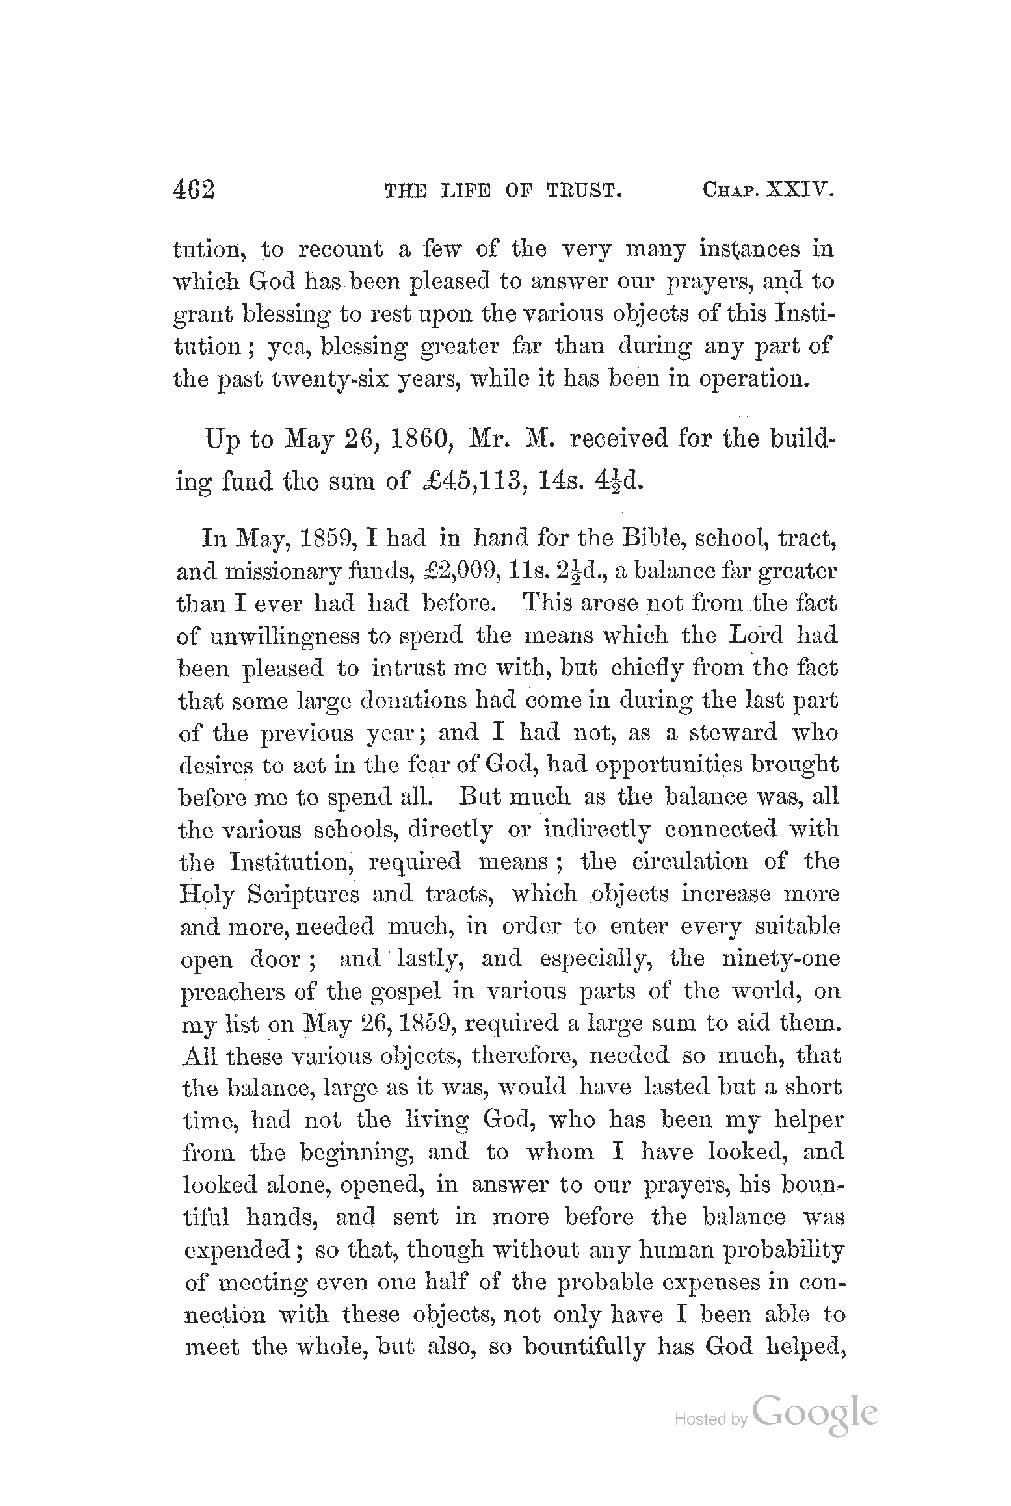 462 THE LIFE OF TRUST. CHAP. XXIV.
tution, to recount a few of the very many instances in
which God has been pleased to answer our prayers, and to
grant blessing to rest upon the various objects of this Insti-
tution; yea, blessing greater far than during any part of
the past twenty-six years, while it has been in operation.
Up to May 26, 1860, Mr. M. received for the build-
ing fund the sum of £45,113, 14s. 4½d.
In May, 1859, I had in hand for the Bible, school, tract,
and missionary funds, £2,009, 11s. 2½d., a balance far greater
than I ever had had before. This arose not from the fact
of unwillingness to spend the means which the Lord had
been pleased to intrust me with, but chiefly from the fact
that some large donations had come in during the last part
of the previous year; and I had not, as a steward who
desires to act in the fear of God, had opportunities brought
before me to spend all. But much as the balance was, all
the various schools, directly or indirectly connected with
the Institution, required means; the circulation of the
Holy Scriptures and tracts, which objects increase more
and more, needed much, in order to enter every suitable
open door; and lastly, and especially, the ninety-one
preachers of the gospel in various parts of the world, on
my list on May 26, 1859, required a large sum to aid them.
All these various objects, therefore, needed so much, that
the balance, large as it was, would have lasted but a short
time, had not the living God, who has been my helper
from the beginning, and to whom I have looked, and
looked alone, opened, in answer to our prayers, his boun-
tiful hands, and sent in more before the balance was
expended; so that, though without any human probability
of meeting even one half of the probable expenses in con-
nection with these objects, not only have I been able to
meet the whole, but also, so bountifully has God helped,
Hosted by Google